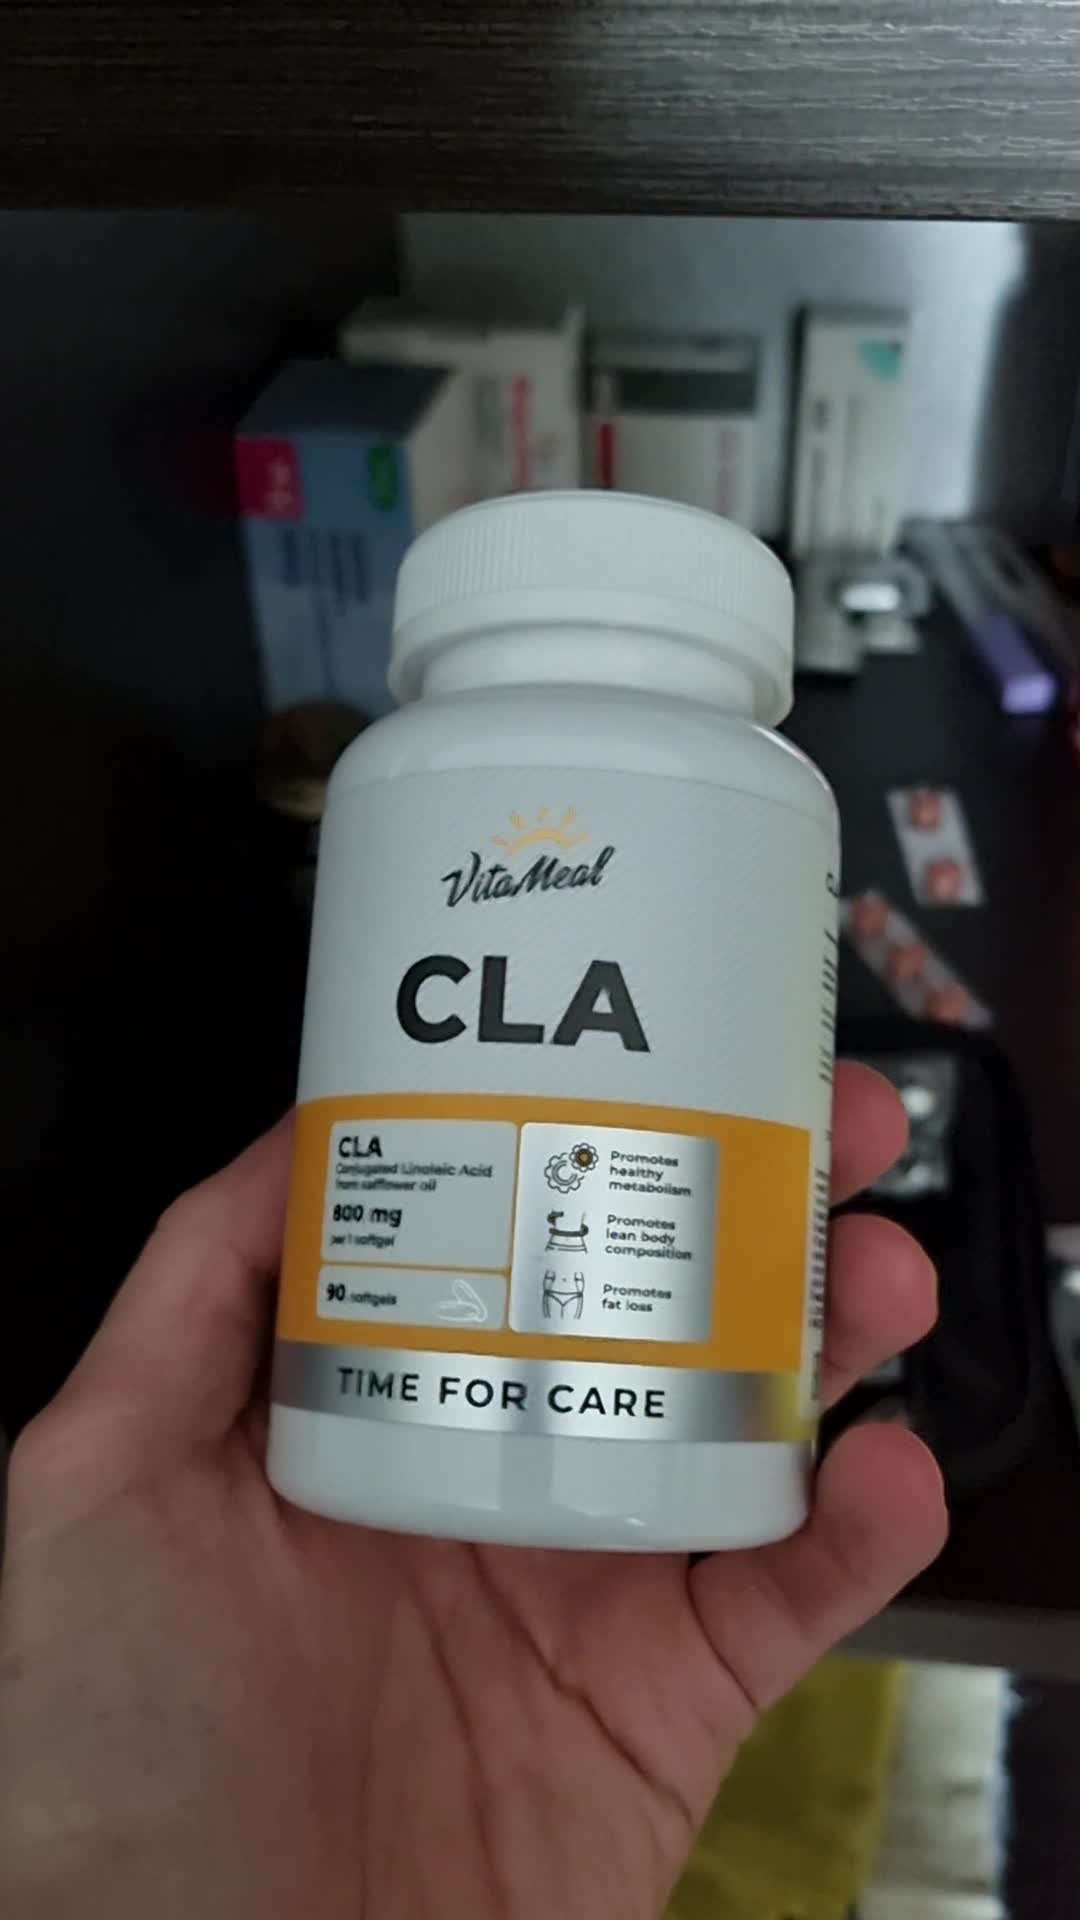 VitaMeal
CLA
CLA
Conjugated Linoleic Acid
from safflower oil
800 mg
per 1 softgel
90 softgels
Promotes
healthy
metabolism
Promotes
lean body
composition
Promotes
fat loss
TIME FOR CARE